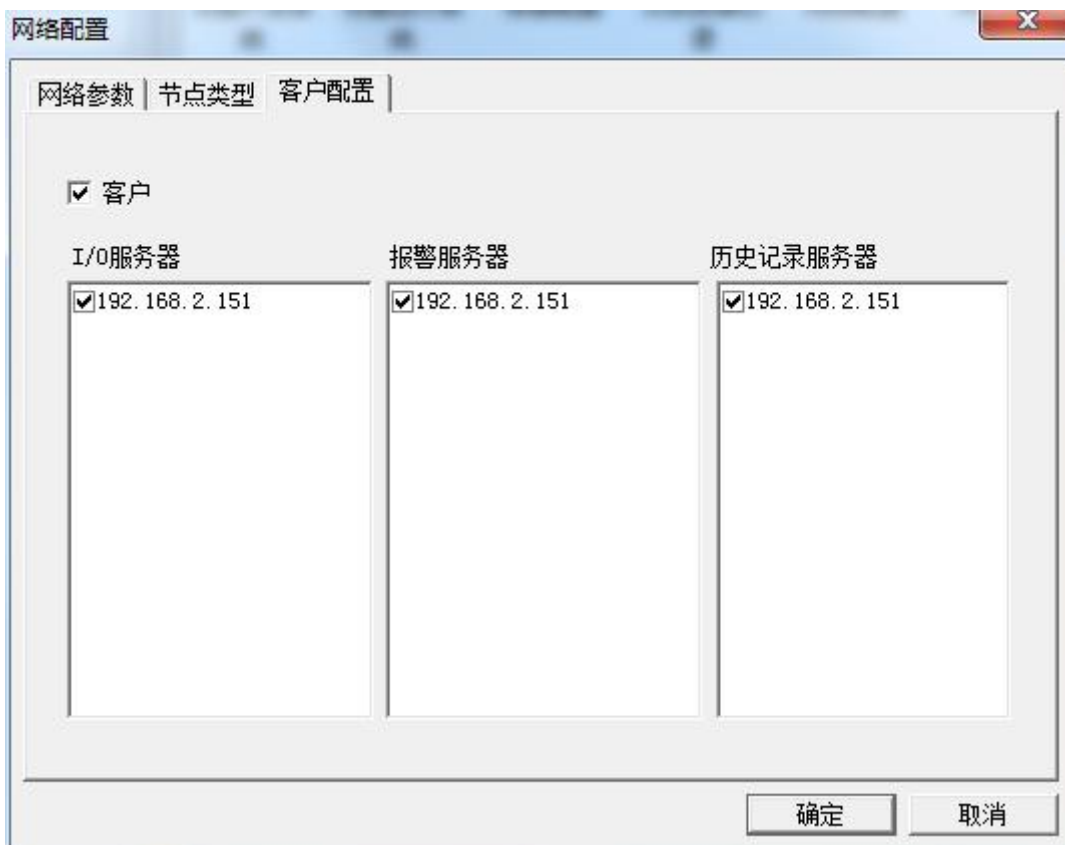 网络配置
网络参数 节点类型 客户配置
客户
I/O服务器 报警服务器 历史记录服务器
192.168.2.151 192.168.2.151 192.168.2.151
确定 取消